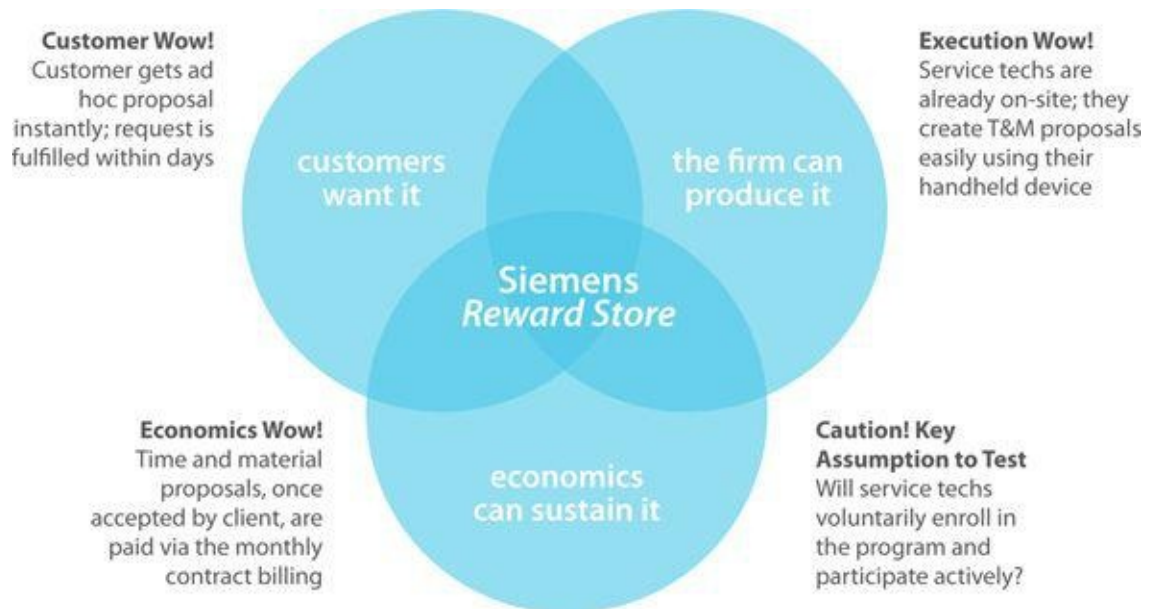 Customer Wow!
Customer gets ad
hoc proposal
instantly; request is
fulfilled within days
Execution Wow!
Service techs are
already on-site; they
create T&M proposals
easily using their
handheld device
customers
want it
the firm can
produce it
Siemens
Reward Store
economics
can sustain it
Economics Wow!
Time and material
proposals, once
accepted by client, are
paid via the monthly
contract billing
Caution! Key
Assumption to Test
Will service techs
voluntarily enroll in
the program and
participate actively?